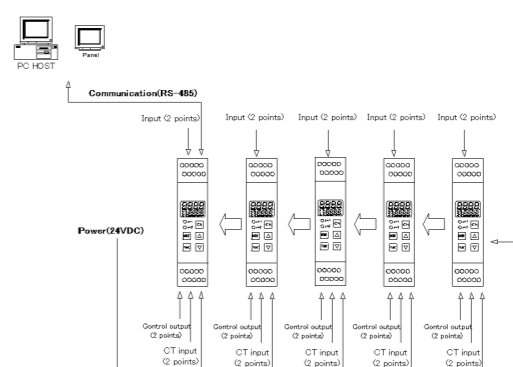 PC HOST
Panel
Communication(RS-485)
Input (2 points)
Input (2 points)
Input (2 points)
Input (2 points)
Input (2 points)
Power(24VDC)
Control output
(2 points)
Control output
(2 points)
Control output
(2 points)
Control output
(2 points)
Control output
(2 points)
CT input
(2 points)
CT input
(2 points)
CT input
(2 points)
CT input
(2 points)
CT input
(2 points)